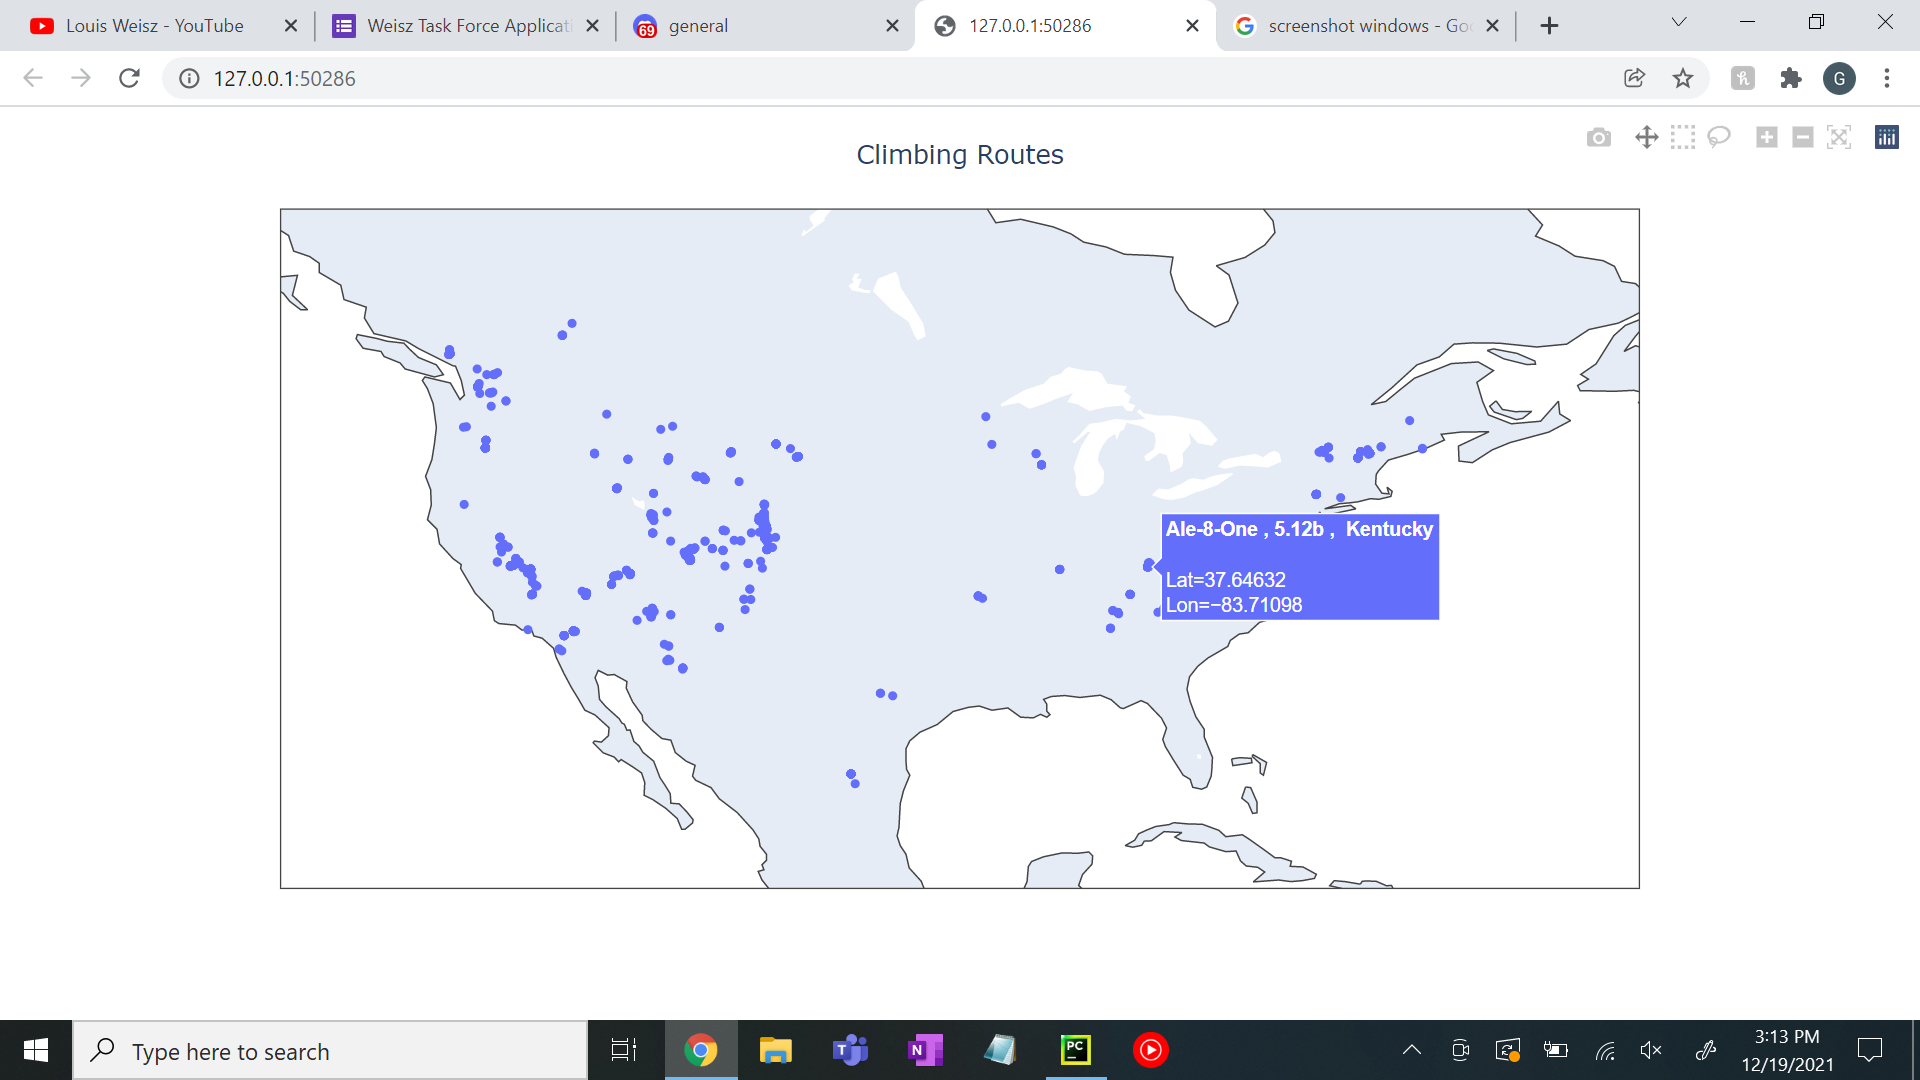 Louis Weisz - YouTube
Weisz Task Force Applicati
69
general
127.0.0.1:50286
screenshot windows - Goo
127.0.0.1:50286
G
Climbing Routes
Ale-8-One , 5.12b , Kentucky
Lat=37.64632
Lon=−83.71098
Type here to search
T
N
PC
3:13 PM
12/19/2021